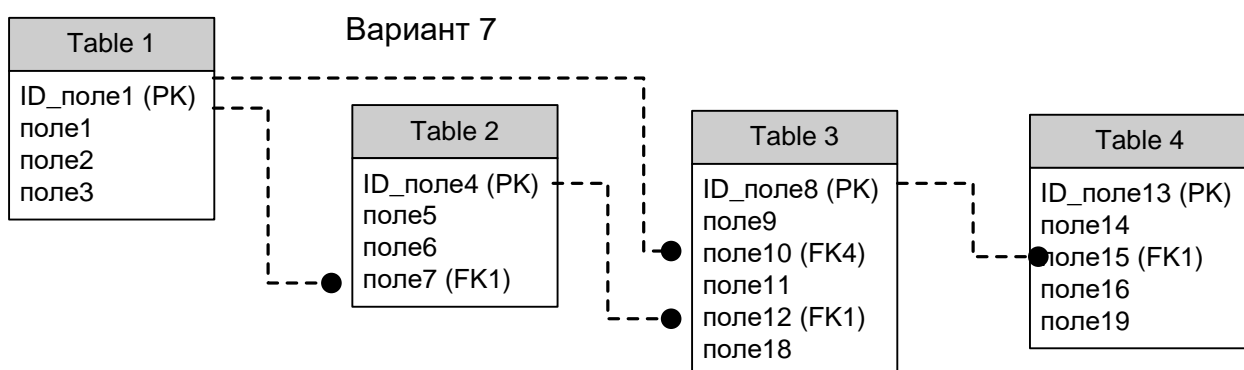 Вариант 7
Table 1
ID_поле1 (PK)
поле1
поле2
поле3
Table 2
ID_поле4 (PK)
поле5
поле6
поле7 (FK1)
Table 3
ID_поле8 (PK)
поле9
поле10 (FK4)
поле11
поле12 (FK1)
поле18
Table 4
ID_поле13 (PK)
поле14
поле15 (FK1)
поле16
поле19